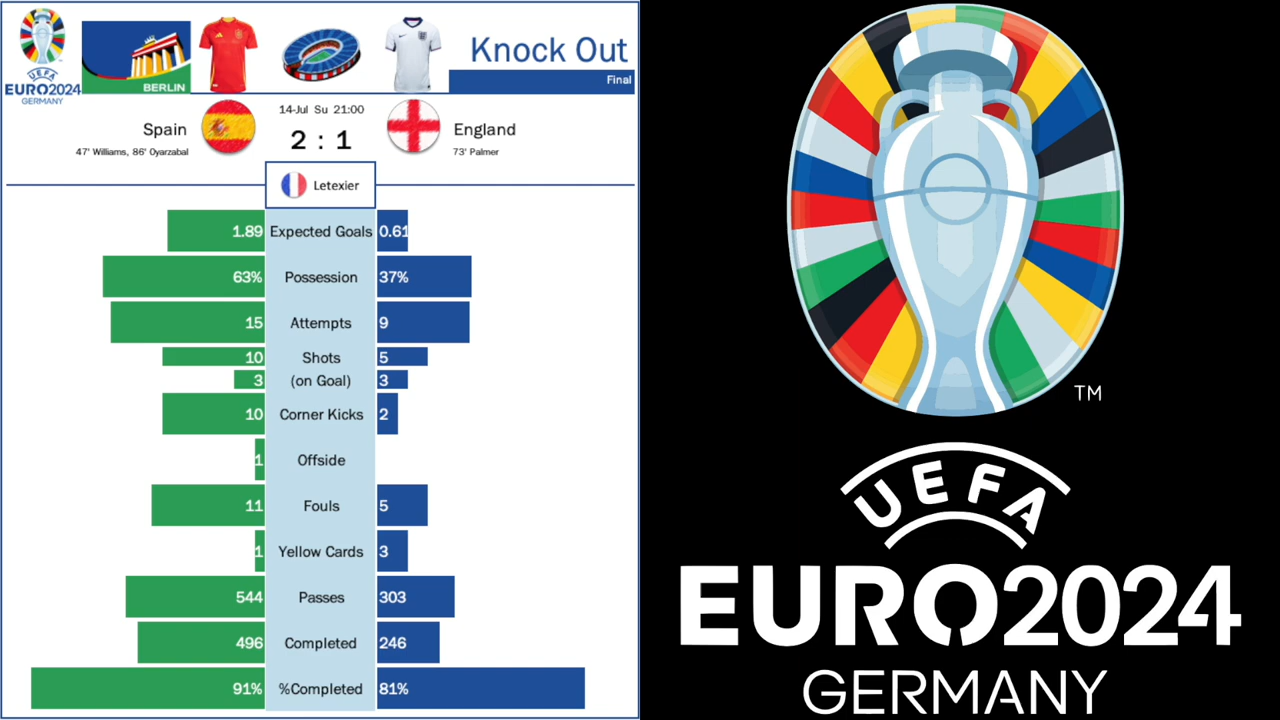 UEFA
EURO2024
GERMANY
BERLIN
Knock Out
Final
14-Jul Su 21:00
Spain 2 : 1 England
47' Williams, 86' Oyarzabal 73' Palmer
Letexier
1.89 Expected Goals 0.61
63% Possession 37%
15 Attempts 9
10 Shots 5
3 (on Goal) 3
10 Corner Kicks 2
1 Offside
11 Fouls 5
1 Yellow Cards 3
544 Passes 303
496 Completed 246
91% %Completed 81%
TM
UEFA
EURO2024
GERMANY